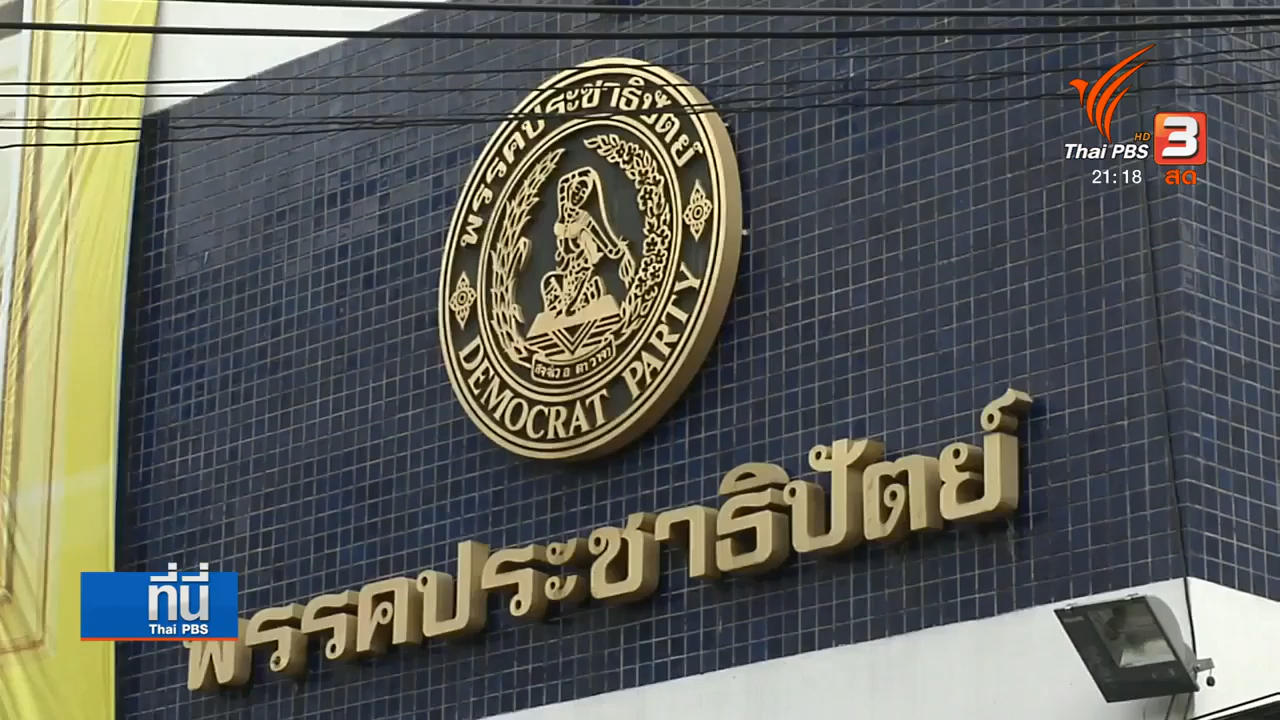 พรรคประชาธิปัตย์
DEMOCRAT PARTY
พรรคประชาธิปัตย์
HD
Thai PBS
3
21:18
สด
ที่นี่
Thai PBS